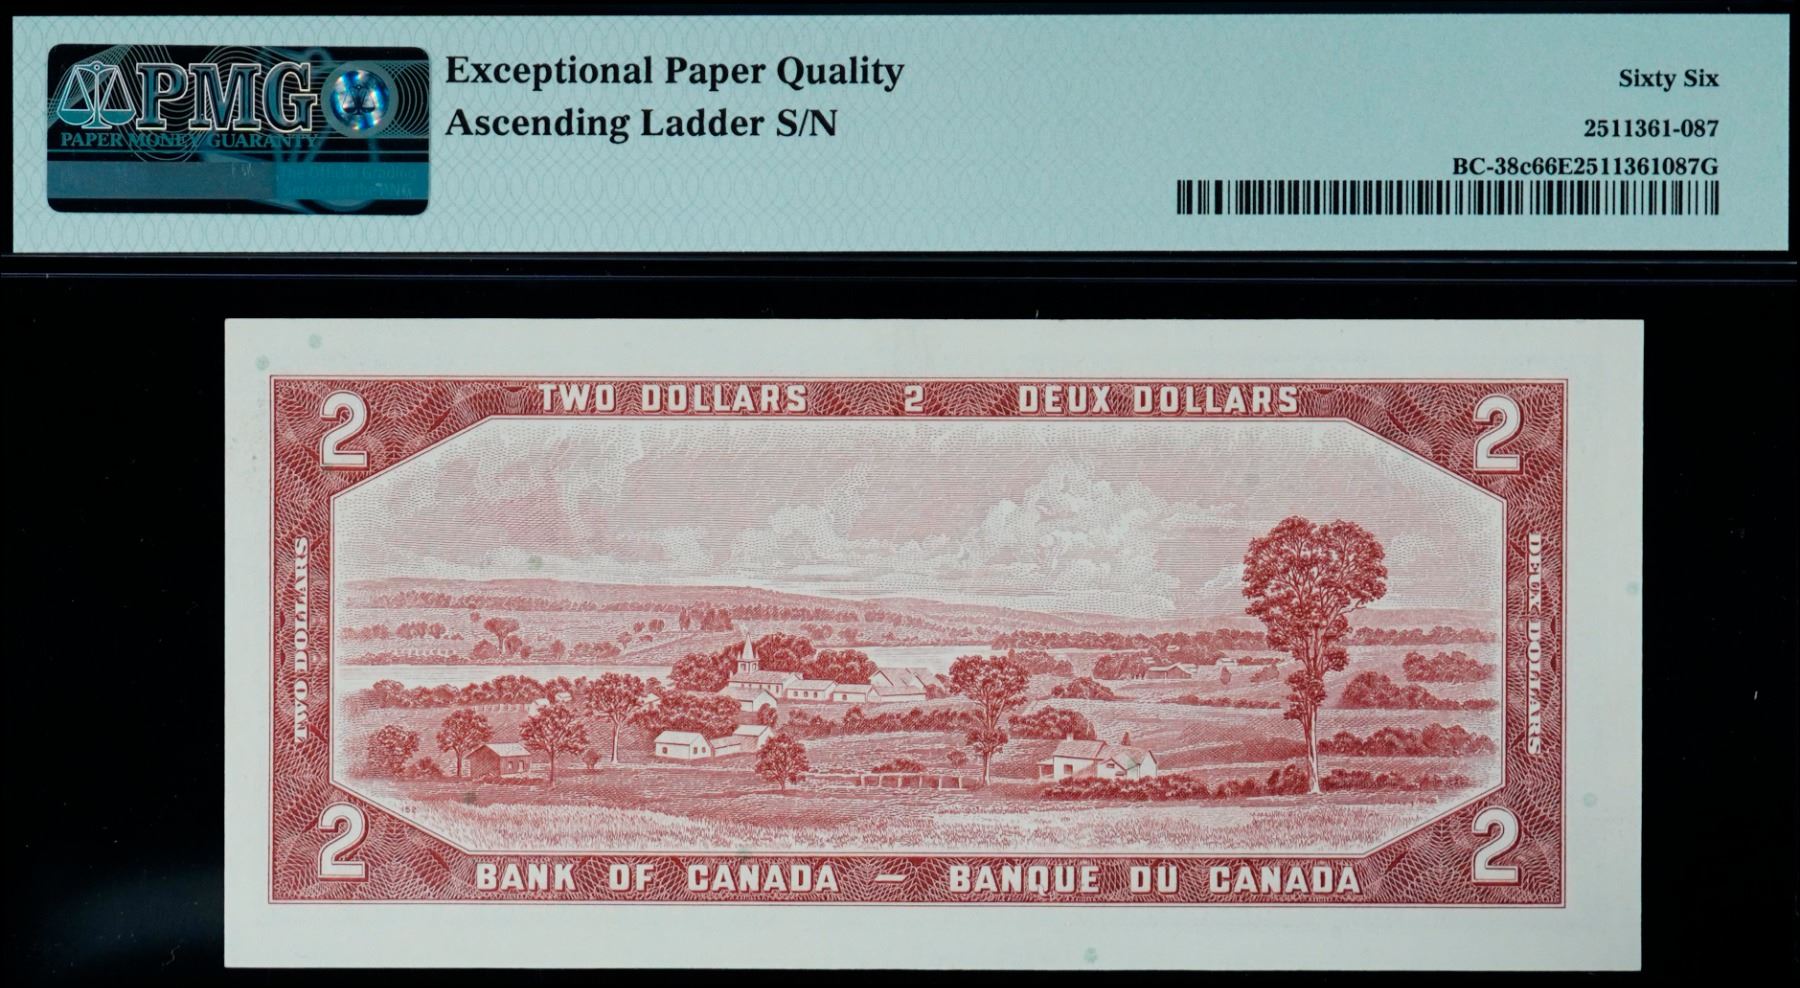 PMG
PAPER MONEY GUARANTY
Exceptional Paper Quality
Ascending Ladder S/N
Sixty Six
2511361-087
BC-38c66E2511361087G
TWO DOLLARS 2 DEUX DOLLARS
2 2
TWO DOLLARS
DEUX DOLLARS
152
2 2
BANK OF CANADA — BANQUE DU CANADA